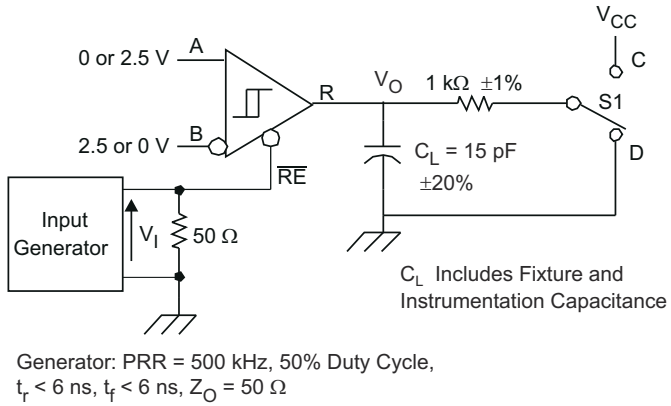 V_CC
C
0 or 2.5 V
A
R
V_O
1 kΩ ±1%
S1
2.5 or 0 V
B
C_L = 15 pF
±20%
D
R̅E̅
Input
Generator
V_I
50 Ω
C_L Includes Fixture and
Instrumentation Capacitance
Generator: PRR = 500 kHz, 50% Duty Cycle,
t_r < 6 ns, t_f < 6 ns, Z_O = 50 Ω